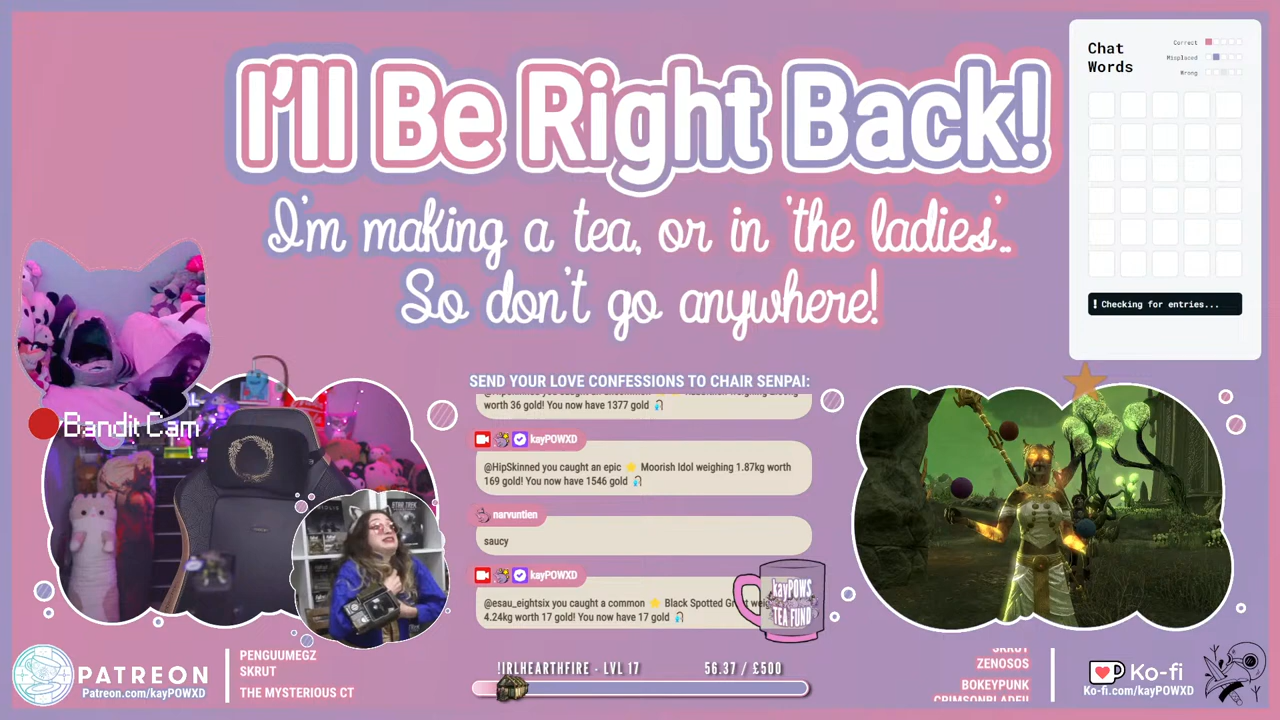 I'll Be Right Back!
I'm making a tea, or in 'the ladies'..
So don't go anywhere!
Chat
Words
Correct
Misplaced
Wrong
! Checking for entries...
Bandit Cam
SEND YOUR LOVE CONFESSIONS TO CHAIR SENPAI:
worth 36 gold! You now have 1377 gold
kayPOWXD
@HipSkinned you caught an epic Moorish Idol weighing 1.87kg worth
169 gold! You now have 1546 gold
narvuntien
saucy
kayPOWXD
@esau_eightsix you caught a common Black Spotted
4.24kg worth 17 gold! You now have 17 gold
kayPOWS
TEA FUND
STAR TREK
PATREON
Patreon.com/kayPOWXD
PENGUUMEGZ
SKRUT
THE MYSTERIOUS CT
!IRLHEARTHFIRE - LVL 17
56.37 / £500
SKRUT
ZENOSOS
BOKEYPUNK
Ko-fi
Ko-fi.com/kayPOWXD